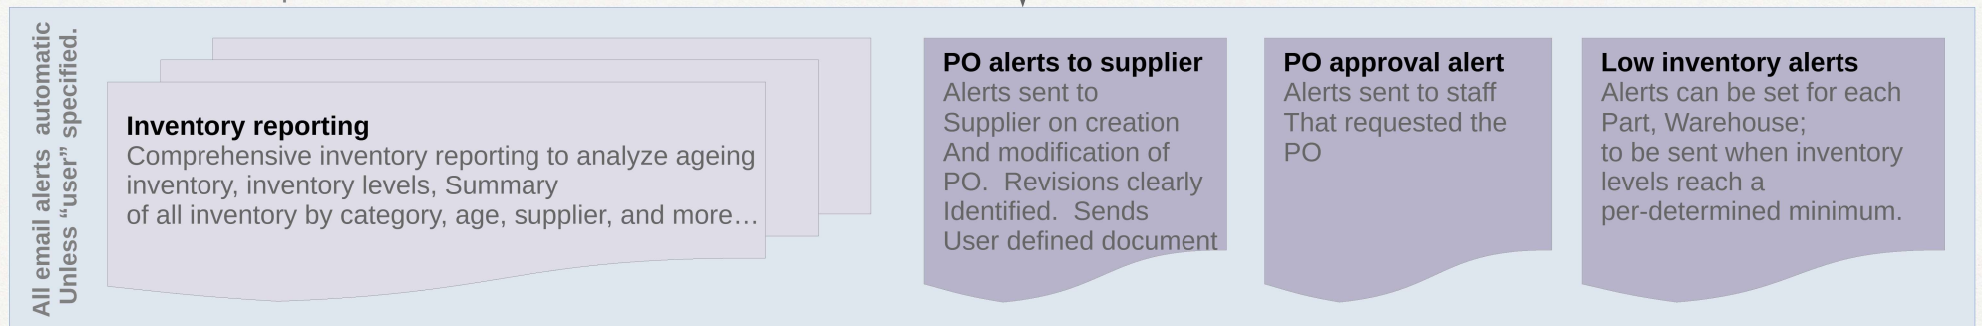 All email alerts automatic
Unless “user” specified.
Inventory reporting
Comprehensive inventory reporting to analyze ageing
inventory, inventory levels, Summary
of all inventory by category, age, supplier, and more…
PO alerts to supplier
Alerts sent to
Supplier on creation
And modification of
PO. Revisions clearly
Identified. Sends
User defined document
PO approval alert
Alerts sent to staff
That requested the
PO
Low inventory alerts
Alerts can be set for each
Part, Warehouse;
to be sent when inventory
levels reach a
per-determined minimum.